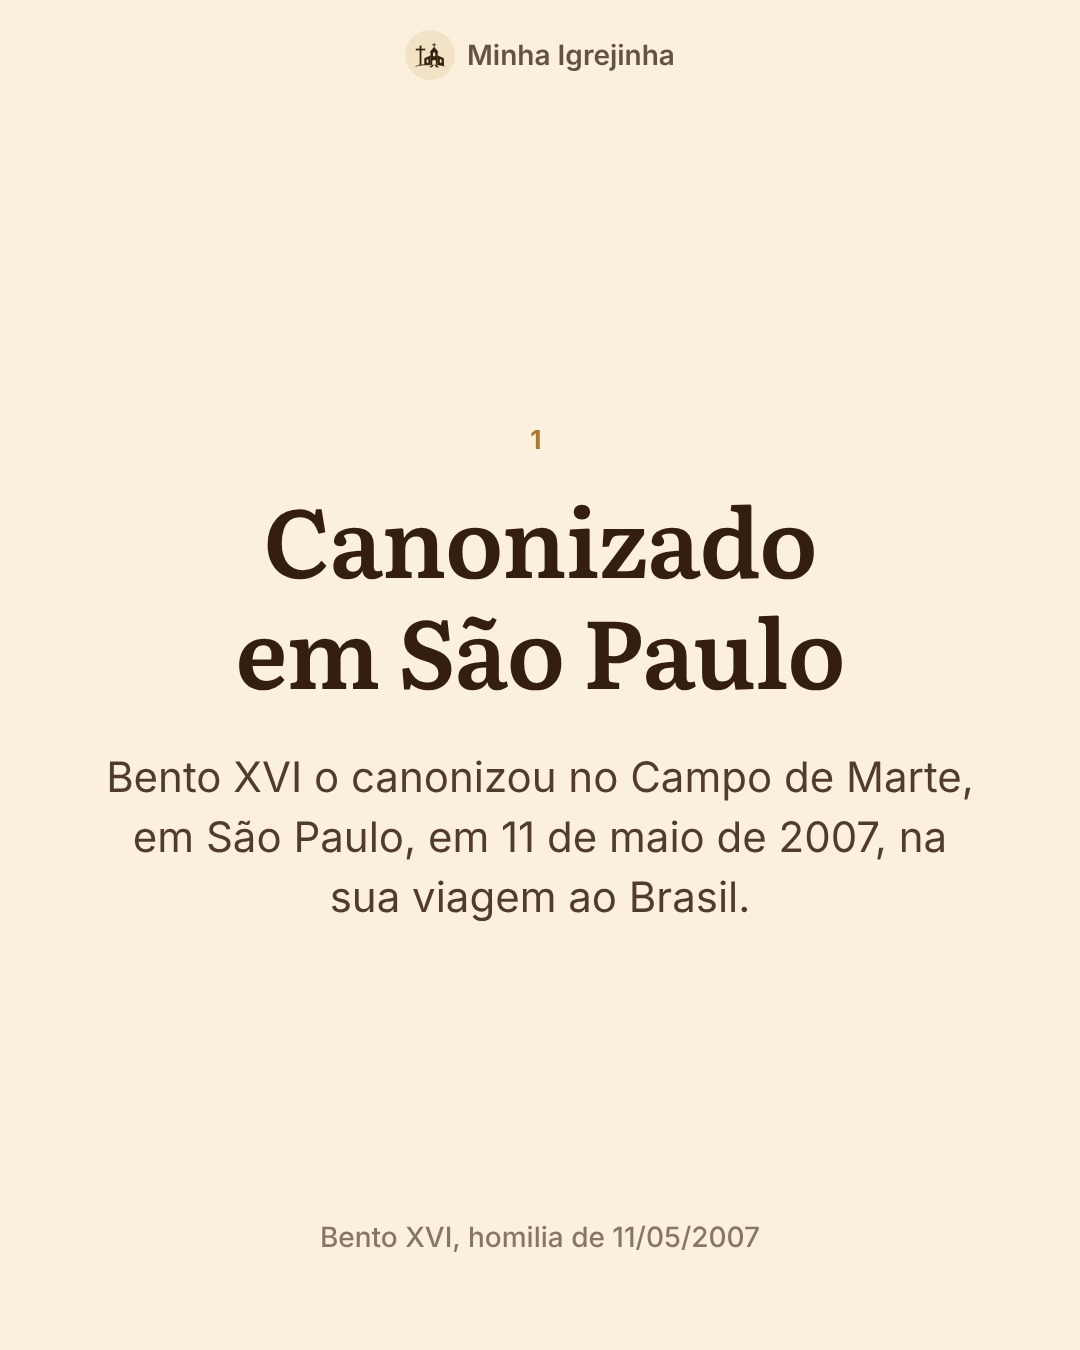 Minha Igrejinha
1
Canonizado
em São Paulo
Bento XVI o canonizou no Campo de Marte,
em São Paulo, em 11 de maio de 2007, na
sua viagem ao Brasil.
Bento XVI, homilia de 11/05/2007